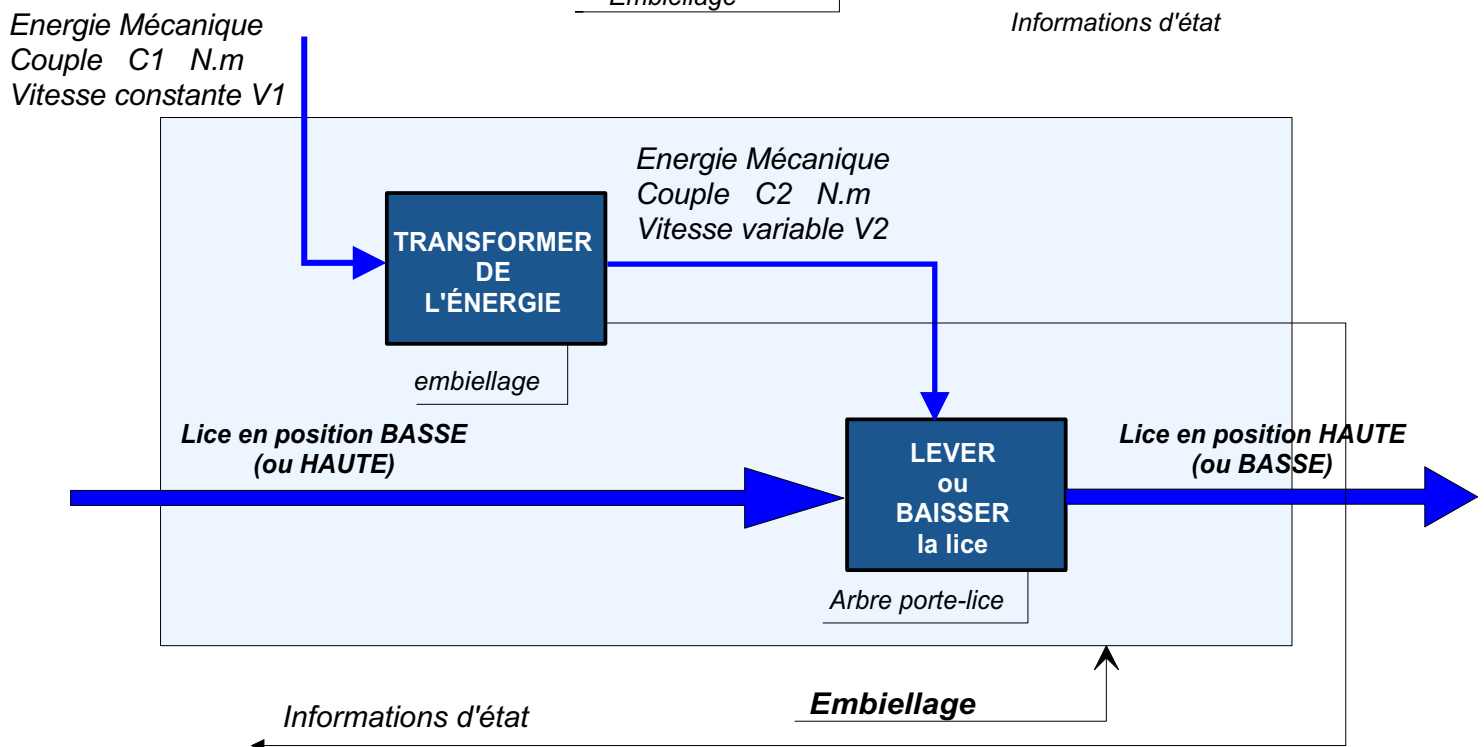 Embiellage
Informations d'état
Energie Mécanique
Couple C1 N.m
Vitesse constante V1
Energie Mécanique
Couple C2 N.m
Vitesse variable V2
TRANSFORMER
DE
L'ÉNERGIE
embiellage
Lice en position BASSE
(ou HAUTE)
LEVER
ou
BAISSER
la lice
Lice en position HAUTE
(ou BASSE)
Arbre porte-lice
Embiellage
Informations d'état